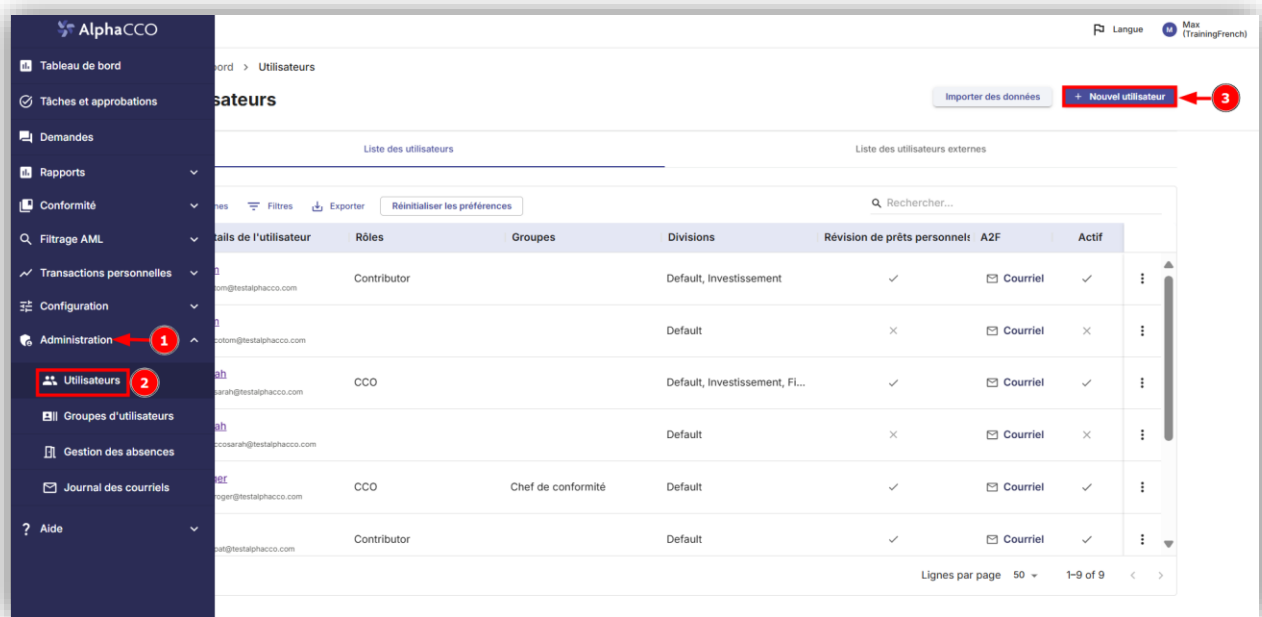 AlphaCCO
Langue
M
Max
(TrainingFrench)
Tableau de bord
Tâches et approbations
Demandes
Rapports
Conformité
Filtrage AML
Transactions personnelles
Configuration
Administration
1
Utilisateurs
2
Groupes d'utilisateurs
Gestion des absences
Journal des courriels
? Aide
ord > Utilisateurs
sateurs
Importer des données
+ Nouvel utilisateur
3
Liste des utilisateurs
Liste des utilisateurs externes
nes
Filtres
Exporter
Réinitialiser les préférences
Rechercher...
tails de l'utilisateur Rôles Groupes Divisions Révision de prêts personnels A2F Actif
tom@testalphacco.com Contributor Default, Investissement Courriel
cotom@testalphacco.com Default Courriel
ah
sarah@testalphacco.com CCO Default, Investissement, Fi... Courriel
ah
ccosarah@testalphacco.com Default Courriel
ger
roger@testalphacco.com CCO Chef de conformité Default Courriel
pat@testalphacco.com Contributor Default Courriel
Lignes par page 50 1–9 of 9 < >